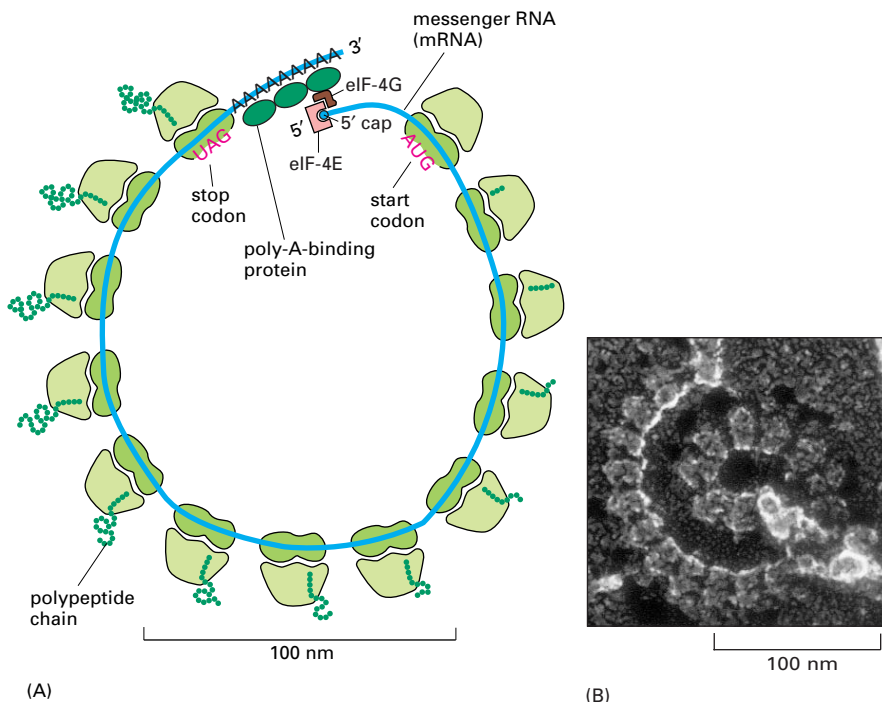 messenger RNA
(mRNA)
AAAAAAAAA 3′
eIF-4G
5′
5′ cap
eIF-4E
UAG
AUG
stop
codon
start
codon
poly-A-binding
protein
polypeptide
chain
100 nm
100 nm
(A)
(B)